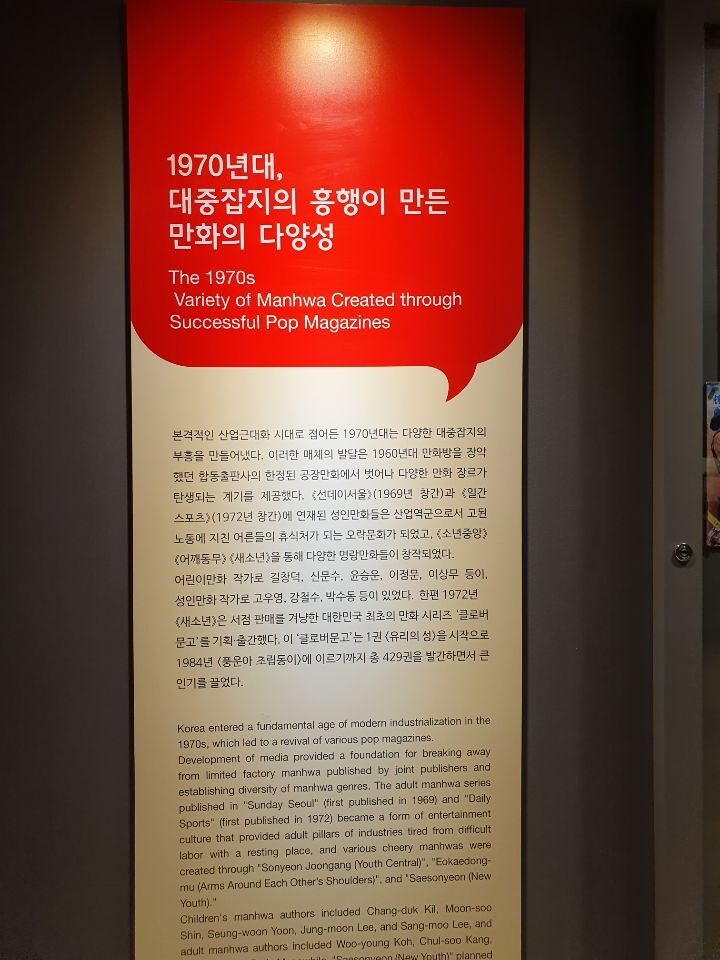 1970년대,
대중잡지의 흥행이 만든
만화의 다양성
The 1970s
Variety of Manhwa Created through
Successful Pop Magazines
본격적인 산업근대화 시대로 접어든 1970년대는 다양한 대중잡지의
부흥을 만들어냈다. 이러한 매체의 발달은 1960년대 만화방을 장악
했던 합동출판사의 한정된 공장만화에서 벗어나 다양한 만화 장르가
탄생되는 계기를 제공했다. 《선데이서울》(1969년 창간)과 《일간
스포츠》(1972년 창간)에 연재된 성인만화들은 산업역군으로서 고된
노동에 지친 어른들의 휴식처가 되는 오락문화가 되었고, 《소년중앙》
《어깨동무》 《새소년》을 통해 다양한 명랑만화들이 창작되었다.
어린이만화 작가로 길창덕, 신문수, 윤승운, 이정문, 이상무 등이,
성인만화 작가로 고우영, 강철수, 박수동 등이 있었다. 한편 1972년
《새소년》은 서점 판매를 겨냥한 대한민국 최초의 만화 시리즈 '클로버
문고'를 기획·출간했다. 이 '클로버문고'는 1권 〈유리의 성〉을 시작으로
1984년 〈풍운아 조립동이〉에 이르기까지 총 429권을 발간하면서 큰
인기를 끌었다.
Korea entered a fundamental age of modern industrialization in the
1970s, which led to a revival of various pop magazines.
Development of media provided a foundation for breaking away
from limited factory manhwa published by joint publishers and
establishing diversity of manhwa genres. The adult manhwa series
published in "Sunday Seoul" (first published in 1969) and "Daily
Sports" (first published in 1972) became a form of entertainment
culture that provided adult pillars of industries tired from difficult
labor with a resting place, and various cheery manhwas were
created through "Sonyeon Joongang (Youth Central)", "Eokaedong-
mu (Arms Around Each Other's Shoulders)", and "Saesonyeon (New
Youth)."
Children's manhwa authors included Chang-duk Kil, Moon-soo
Shin, Seung-woon Yoon, Jung-moon Lee, and Sang-moo Lee, and
adult manhwa authors included Woo-young Koh, Chul-soo Kang,
"Saesonyeon (New Youth)" planned